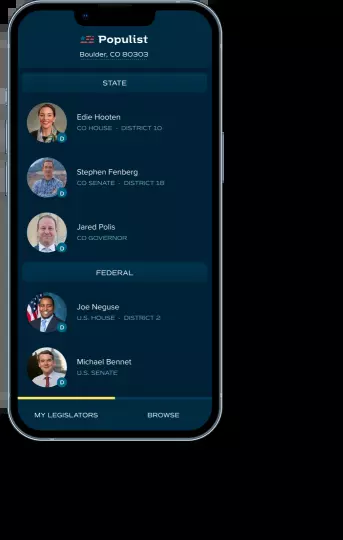 Populist
Boulder, CO 80303
STATE
Edie Hooten
CO HOUSE - DISTRICT 10
D
Stephen Fenberg
CO SENATE - DISTRICT 18
D
Jared Polis
CO GOVERNOR
D
FEDERAL
Joe Neguse
U.S. HOUSE - DISTRICT 2
D
Michael Bennet
U.S. SENATE
D
MY LEGISLATORS
BROWSE